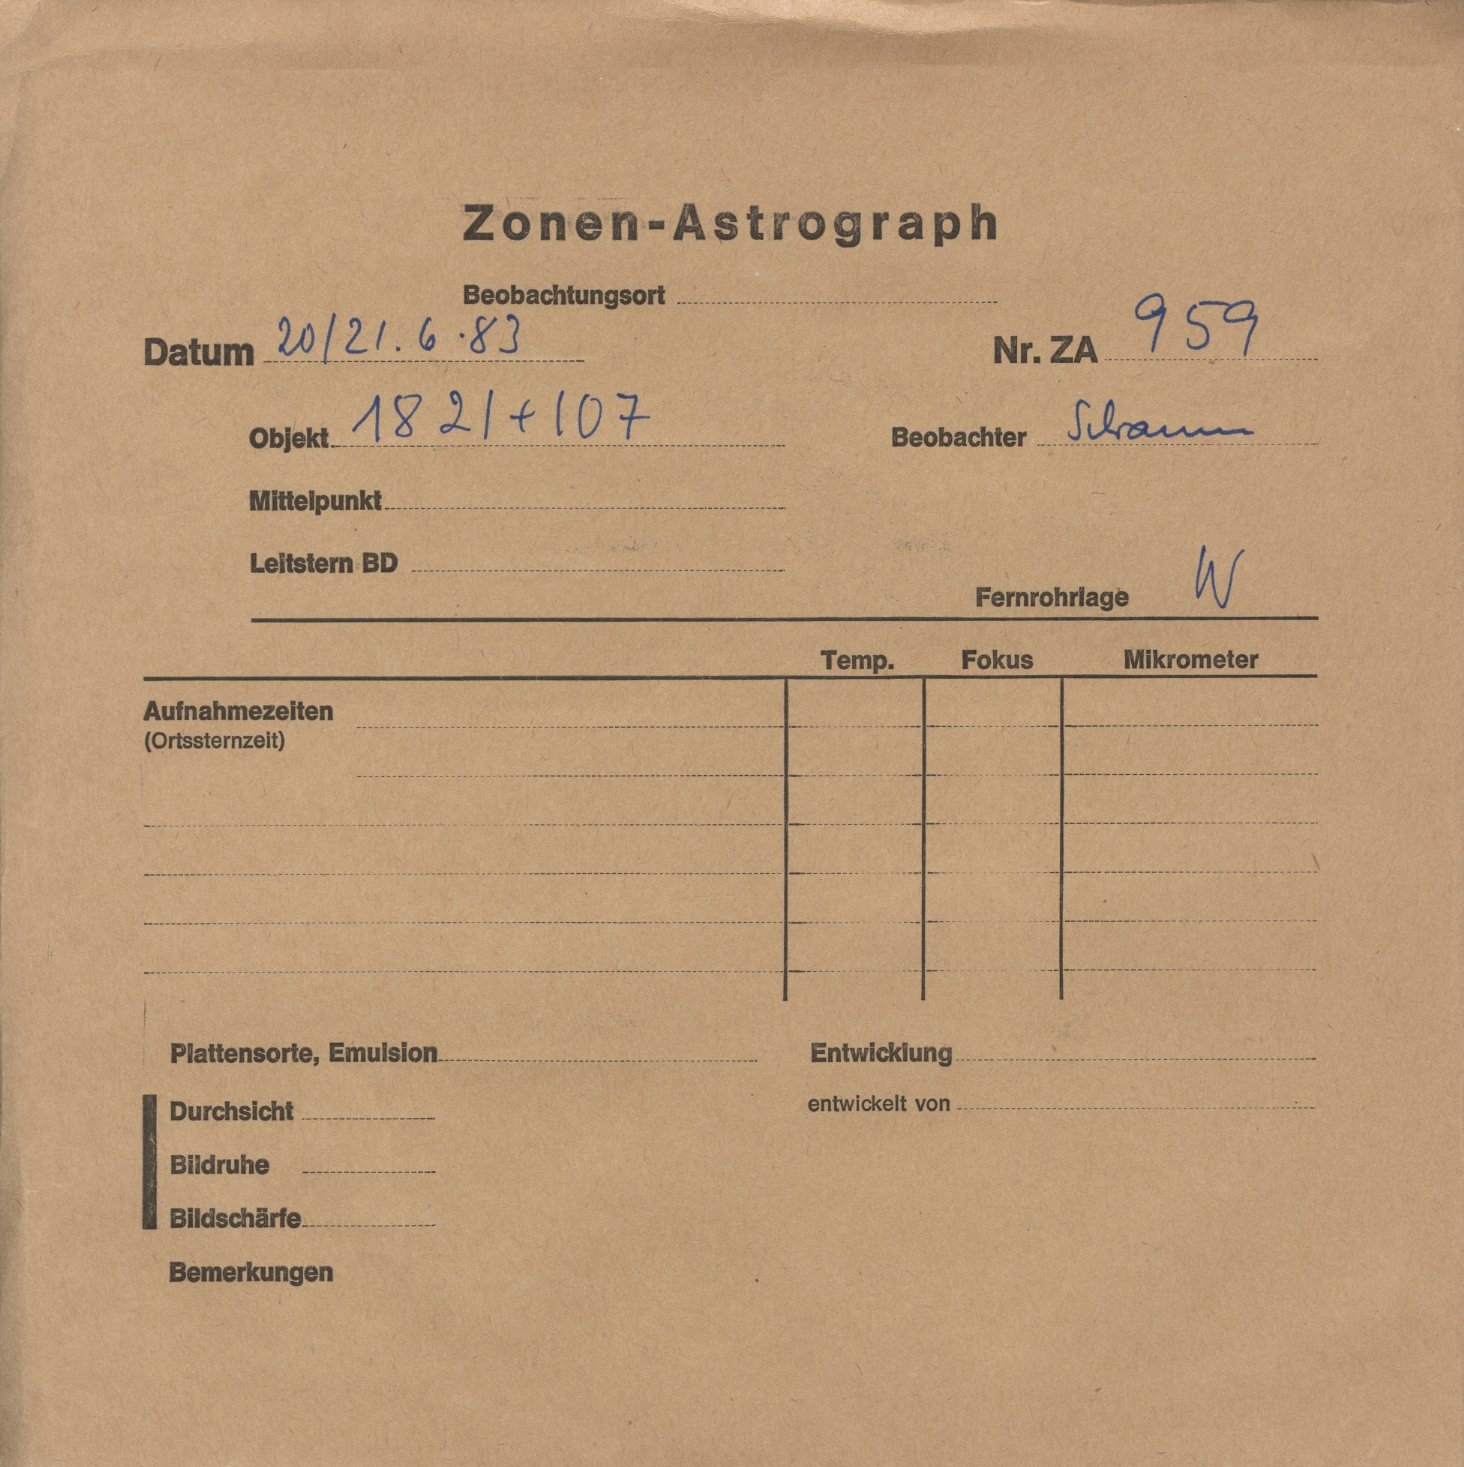 Zonen-Astrograph
Beobachtungsort
Datum 20/21.6.83
Nr. ZA 959
Objekt 1821+107
Beobachter Schramm
Mittelpunkt
Leitstern BD
Fernrohrlage W
Temp. Fokus Mikrometer
Aufnahmezeiten
(Ortssternzeit)
Plattensorte, Emulsion
Entwicklung
Durchsicht
entwickelt von
Bildruhe
Bildschärfe
Bemerkungen